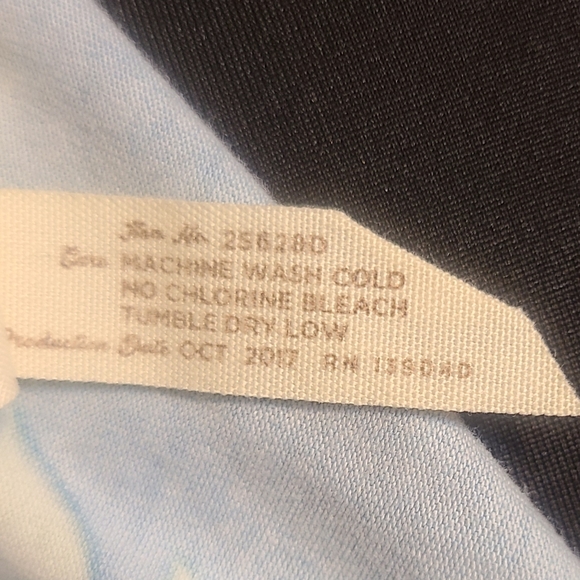 Item No. 25628D
Care MACHINE WASH COLD
NO CHLORINE BLEACH
TUMBLE DRY LOW
Production Date OCT 2017 RN